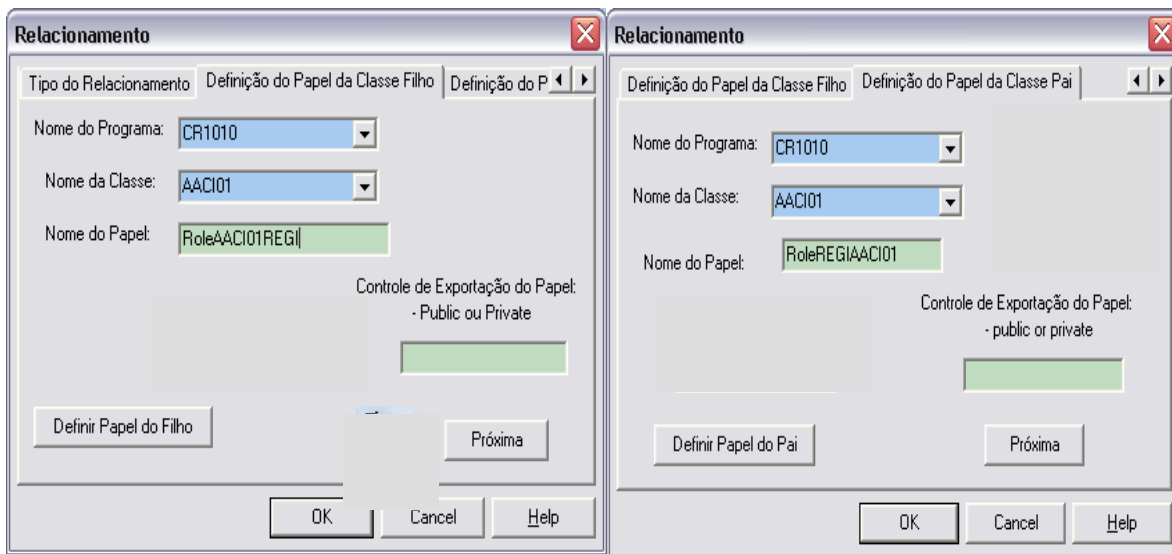 Relacionamento
Tipo do Relacionamento Definição do Papel da Classe Filho Definição do P
Nome do Programa: CR1010
Nome da Classe: AACI01
Nome do Papel: RoleAACI01REGI
Controle de Exportação do Papel:
- Public ou Private
Definir Papel do Filho
Próxima
OK Cancel Help
Relacionamento
Definição do Papel da Classe Filho Definição do Papel da Classe Pai
Nome do Programa: CR1010
Nome da Classe: AACI01
Nome do Papel: RoleREGIAACI01
Controle de Exportação do Papel:
- public or private
Definir Papel do Pai
Próxima
OK Cancel Help